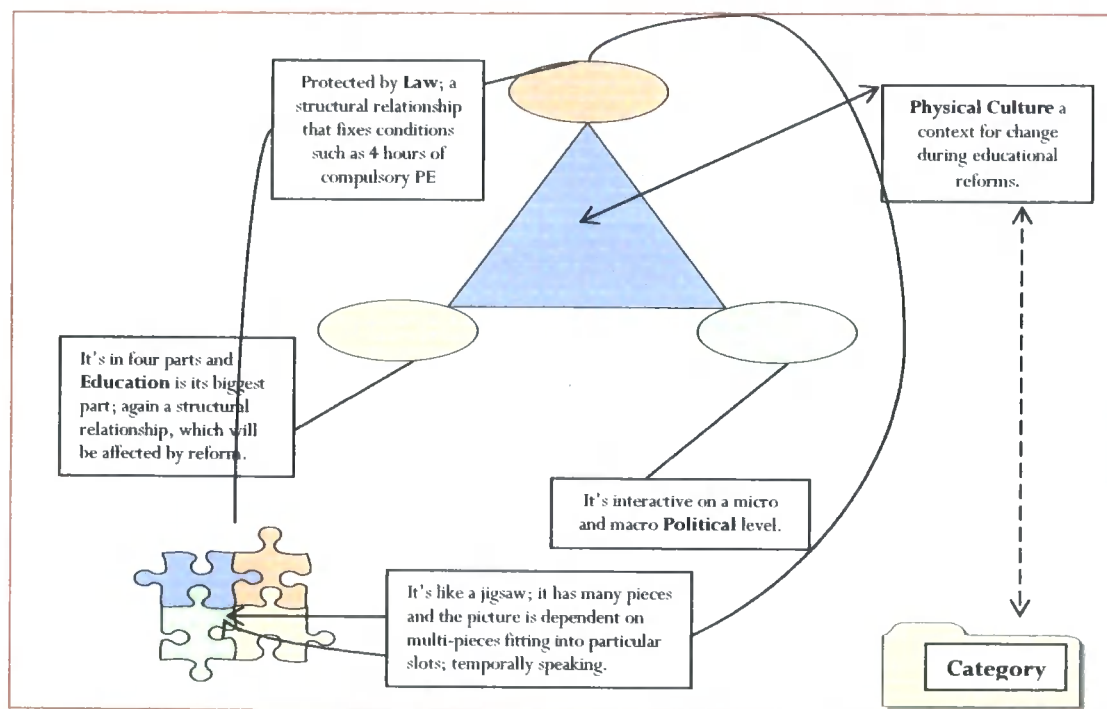 Protected by Law; a
structural relationship
that fixes conditions
such as 4 hours of
compulsory PE
Physical Culture a
context for change
during educational
reforms.
It's in four parts and
Education is its biggest
part; again a structural
relationship, which will
be affected by reform.
It's interactive on a micro
and macro Political level.
It's like a jigsaw; it has many pieces
and the picture is dependent on
multi-pieces fitting into particular
slots; temporally speaking.
Category